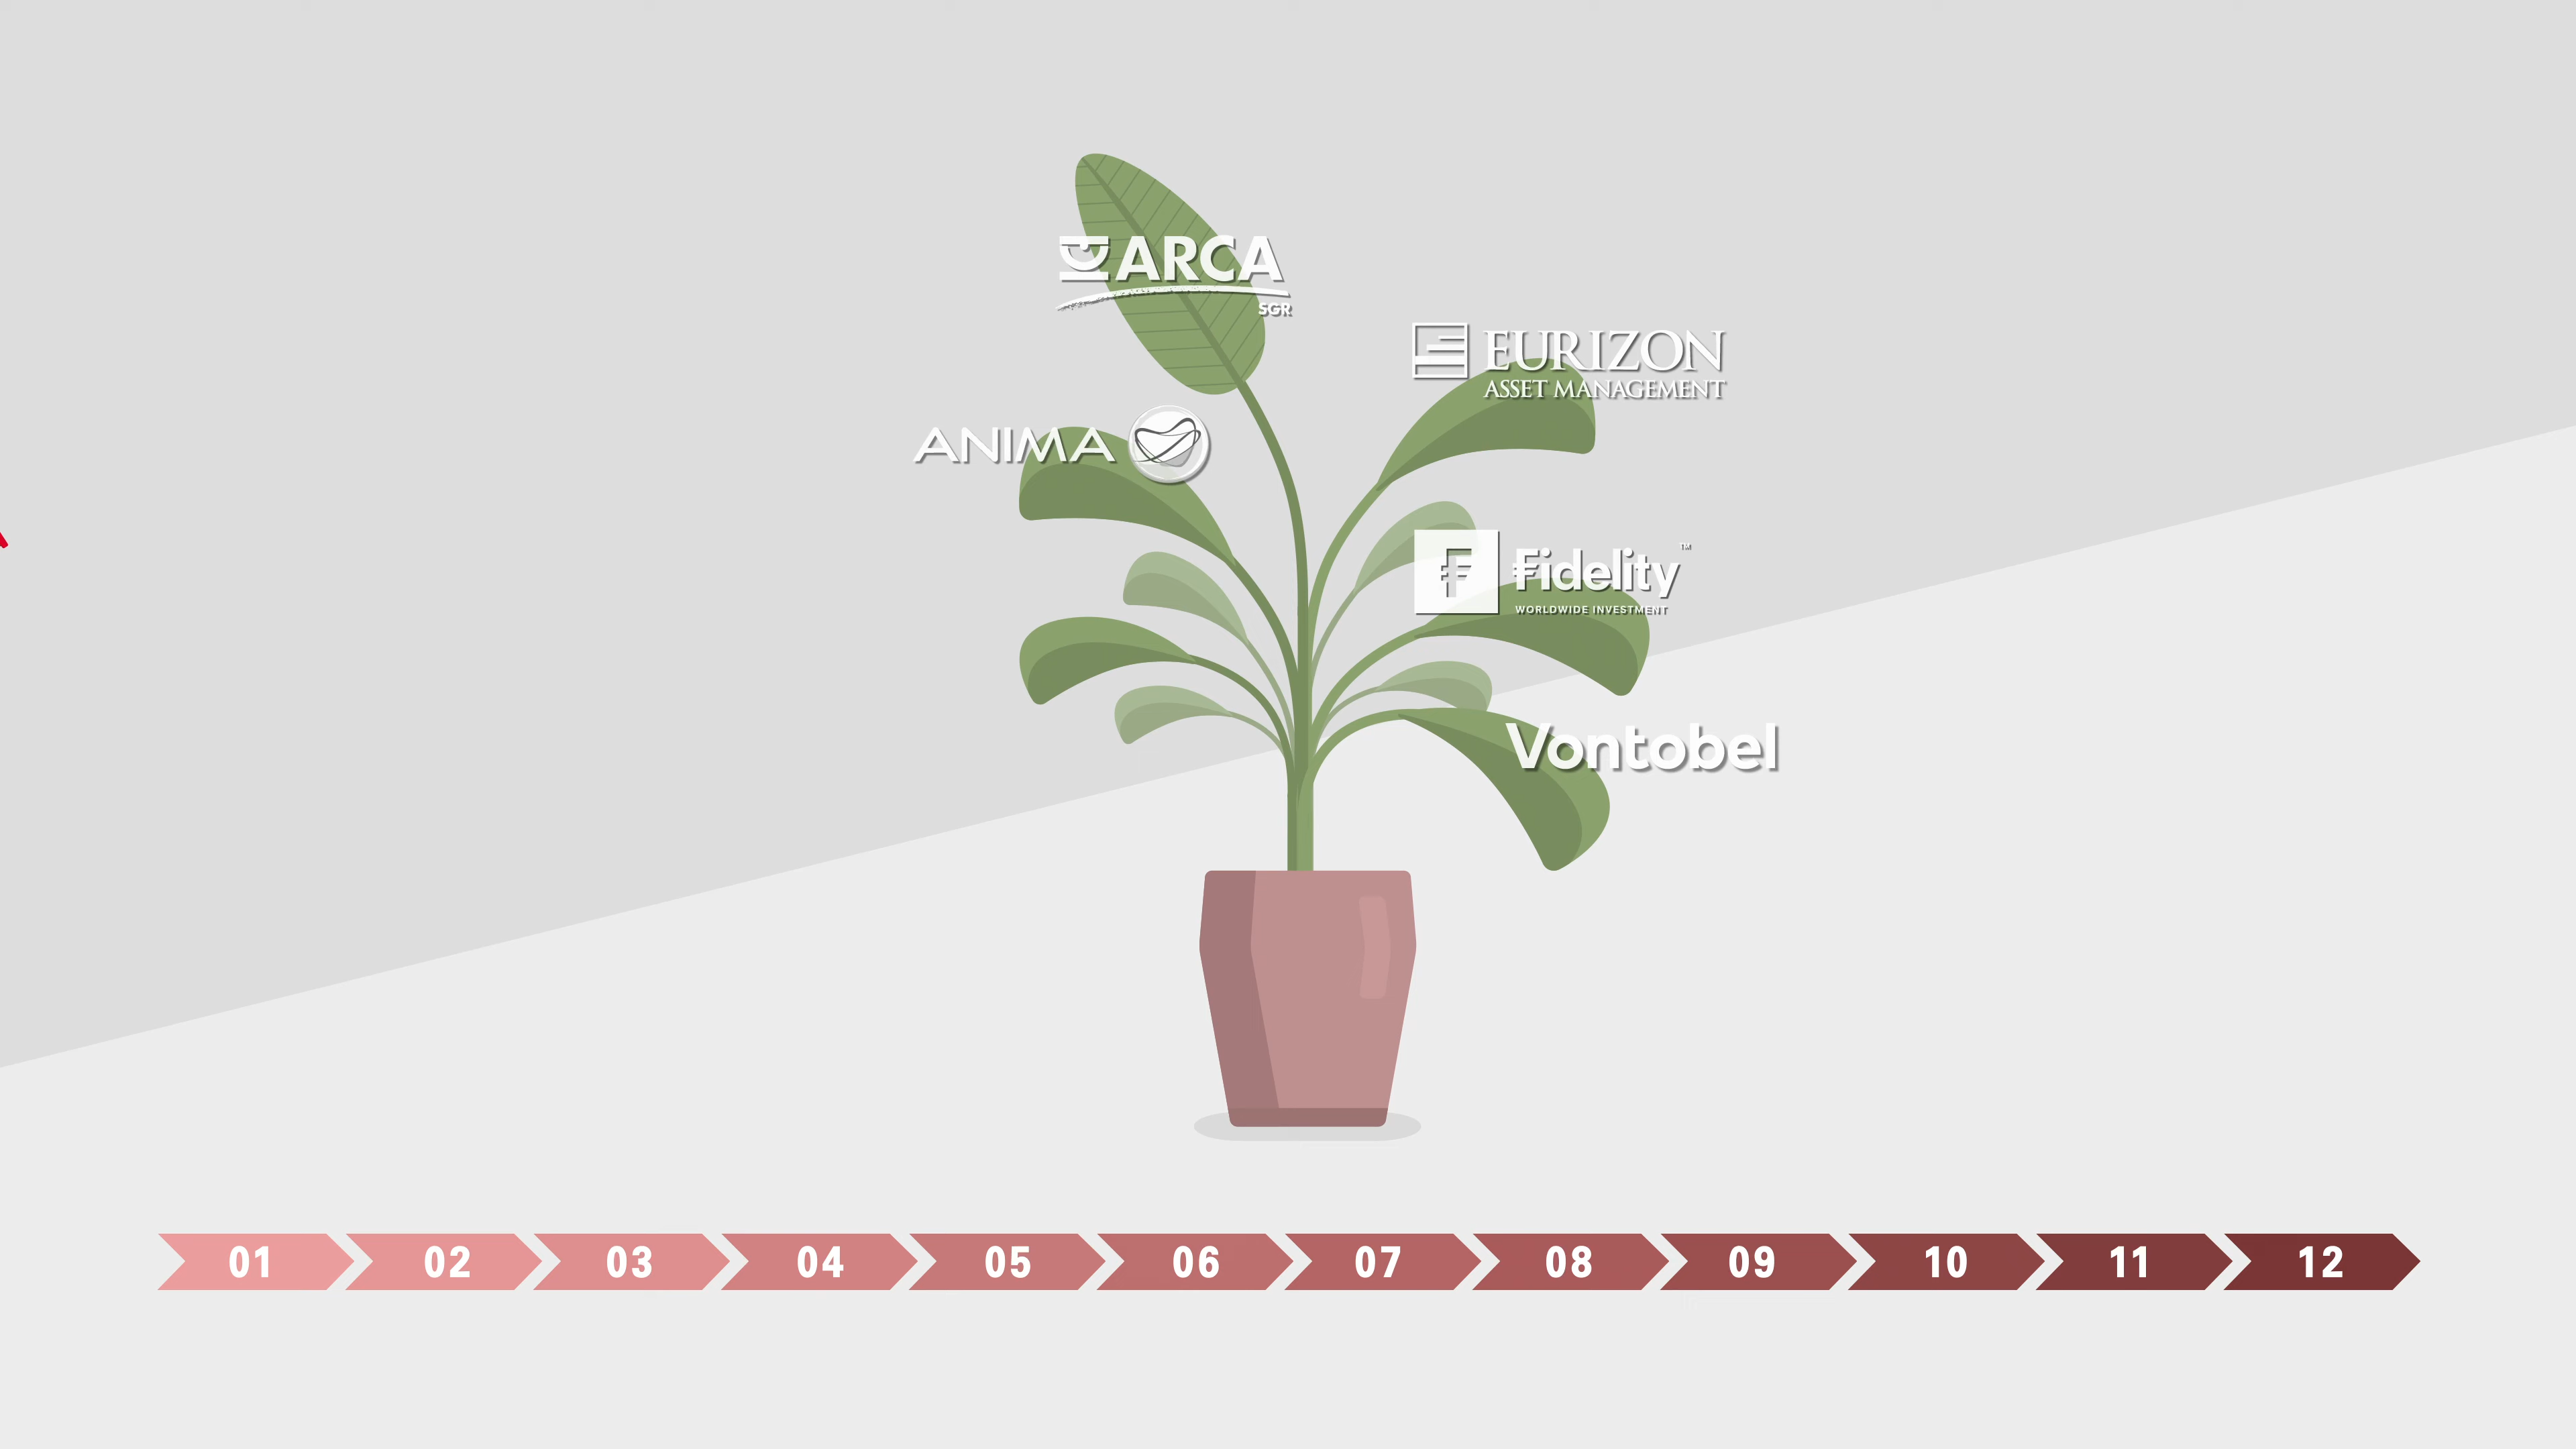 ARCA
SGR
EURIZON
ASSET MANAGEMENT
ANIMA
Fidelity™
WORLDWIDE INVESTMENT
Vontobel
01 02 03 04 05 06 07 08 09 10 11 12